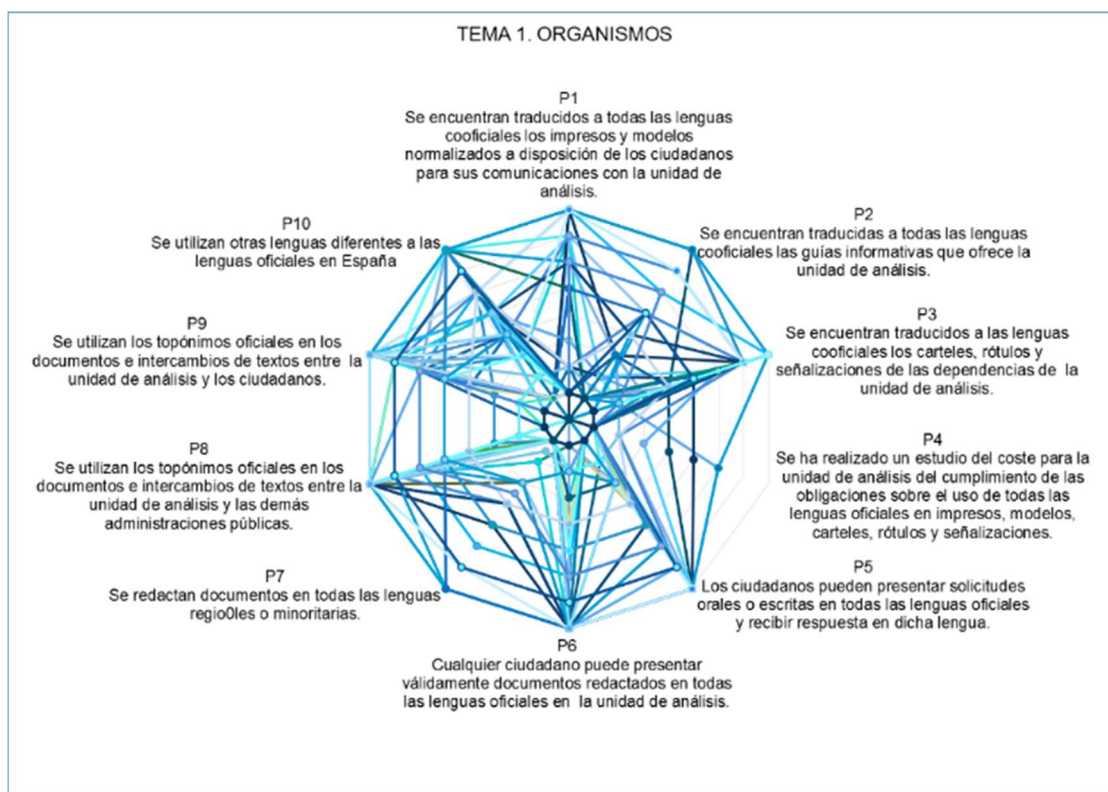 TEMA 1. ORGANISMOS
P1
Se encuentran traducidos a todas las lenguas
cooficiales los impresos y modelos
normalizados a disposición de los ciudadanos
para sus comunicaciones con la unidad de
análisis.
P2
Se encuentran traducidas a todas las lenguas
cooficiales las guías informativas que ofrece la
unidad de análisis.
P3
Se encuentran traducidos a las lenguas
cooficiales los carteles, rótulos y
señalizaciones de las dependencias de la
unidad de análisis.
P4
Se ha realizado un estudio del coste para la
unidad de análisis del cumplimiento de las
obligaciones sobre el uso de todas las
lenguas oficiales en impresos, modelos,
carteles, rótulos y señalizaciones.
P5
Los ciudadanos pueden presentar solicitudes
orales o escritas en todas las lenguas oficiales
y recibir respuesta en dicha lengua.
P6
Cualquier ciudadano puede presentar
válidamente documentos redactados en todas
las lenguas oficiales en la unidad de análisis.
P7
Se redactan documentos en todas las lenguas
regio0les o minoritarias.
P8
Se utilizan los topónimos oficiales en los
documentos e intercambios de textos entre la
unidad de análisis y las demás
administraciones públicas.
P9
Se utilizan los topónimos oficiales en los
documentos e intercambios de textos entre la
unidad de análisis y los ciudadanos.
P10
Se utilizan otras lenguas diferentes a las
lenguas oficiales en España